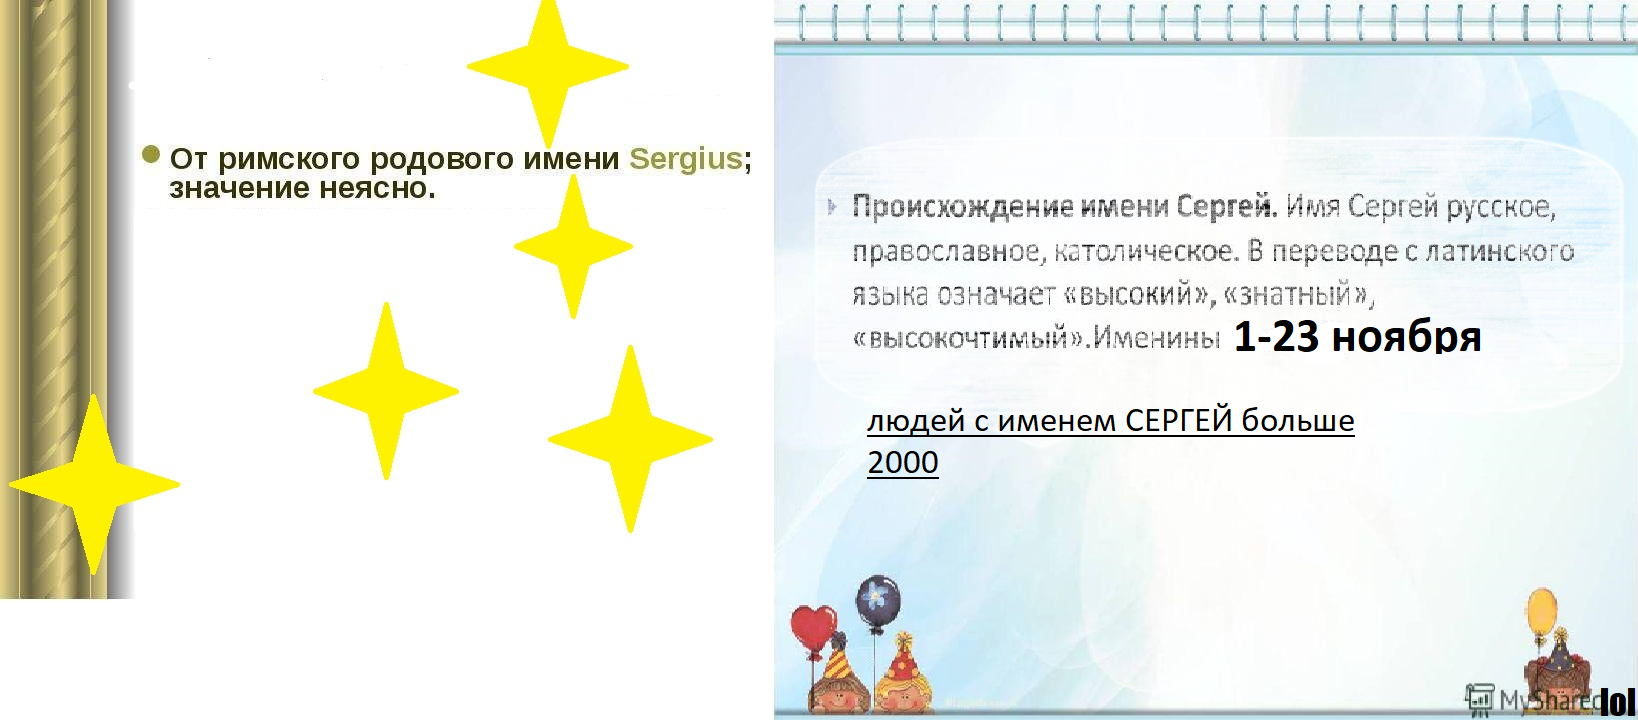 От римского родового имени Sergius;
значение неясно.
Происхождение имени Сергей. Имя Сергей русское,
православное, католическое. В переводе с латинского
языка означает «высокий», «знатный»,
«высокочтимый».Именины 1-23 ноября
людей с именем СЕРГЕЙ больше
2000
MyShared
lol